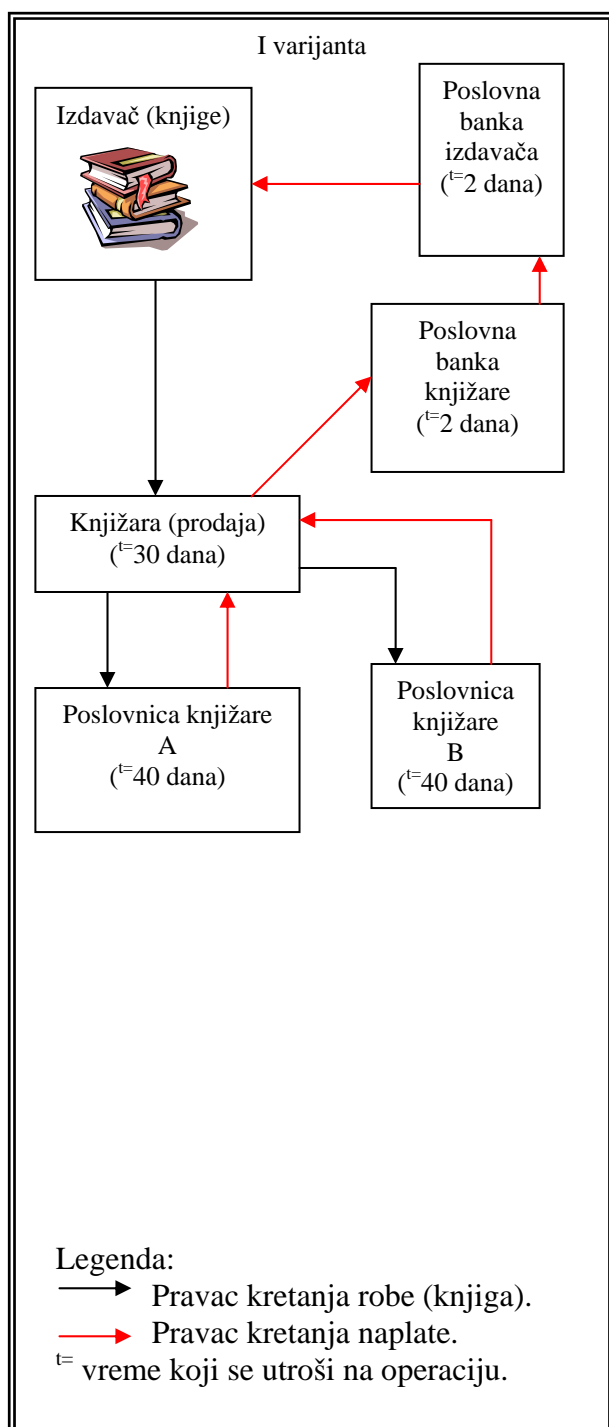 I varijanta
Izdavač (knjige)
Poslovna
banka
izdavača
(t=2 dana)
Poslovna
banka
knjižare
(t=2 dana)
Knjižara (prodaja)
(t=30 dana)
Poslovnica knjižare
A
(t=40 dana)
Poslovnica
knjižare
B
(t=40 dana)
Legenda:
Pravac kretanja robe (knjiga).
Pravac kretanja naplate.
t= vreme koji se utroši na operaciju.